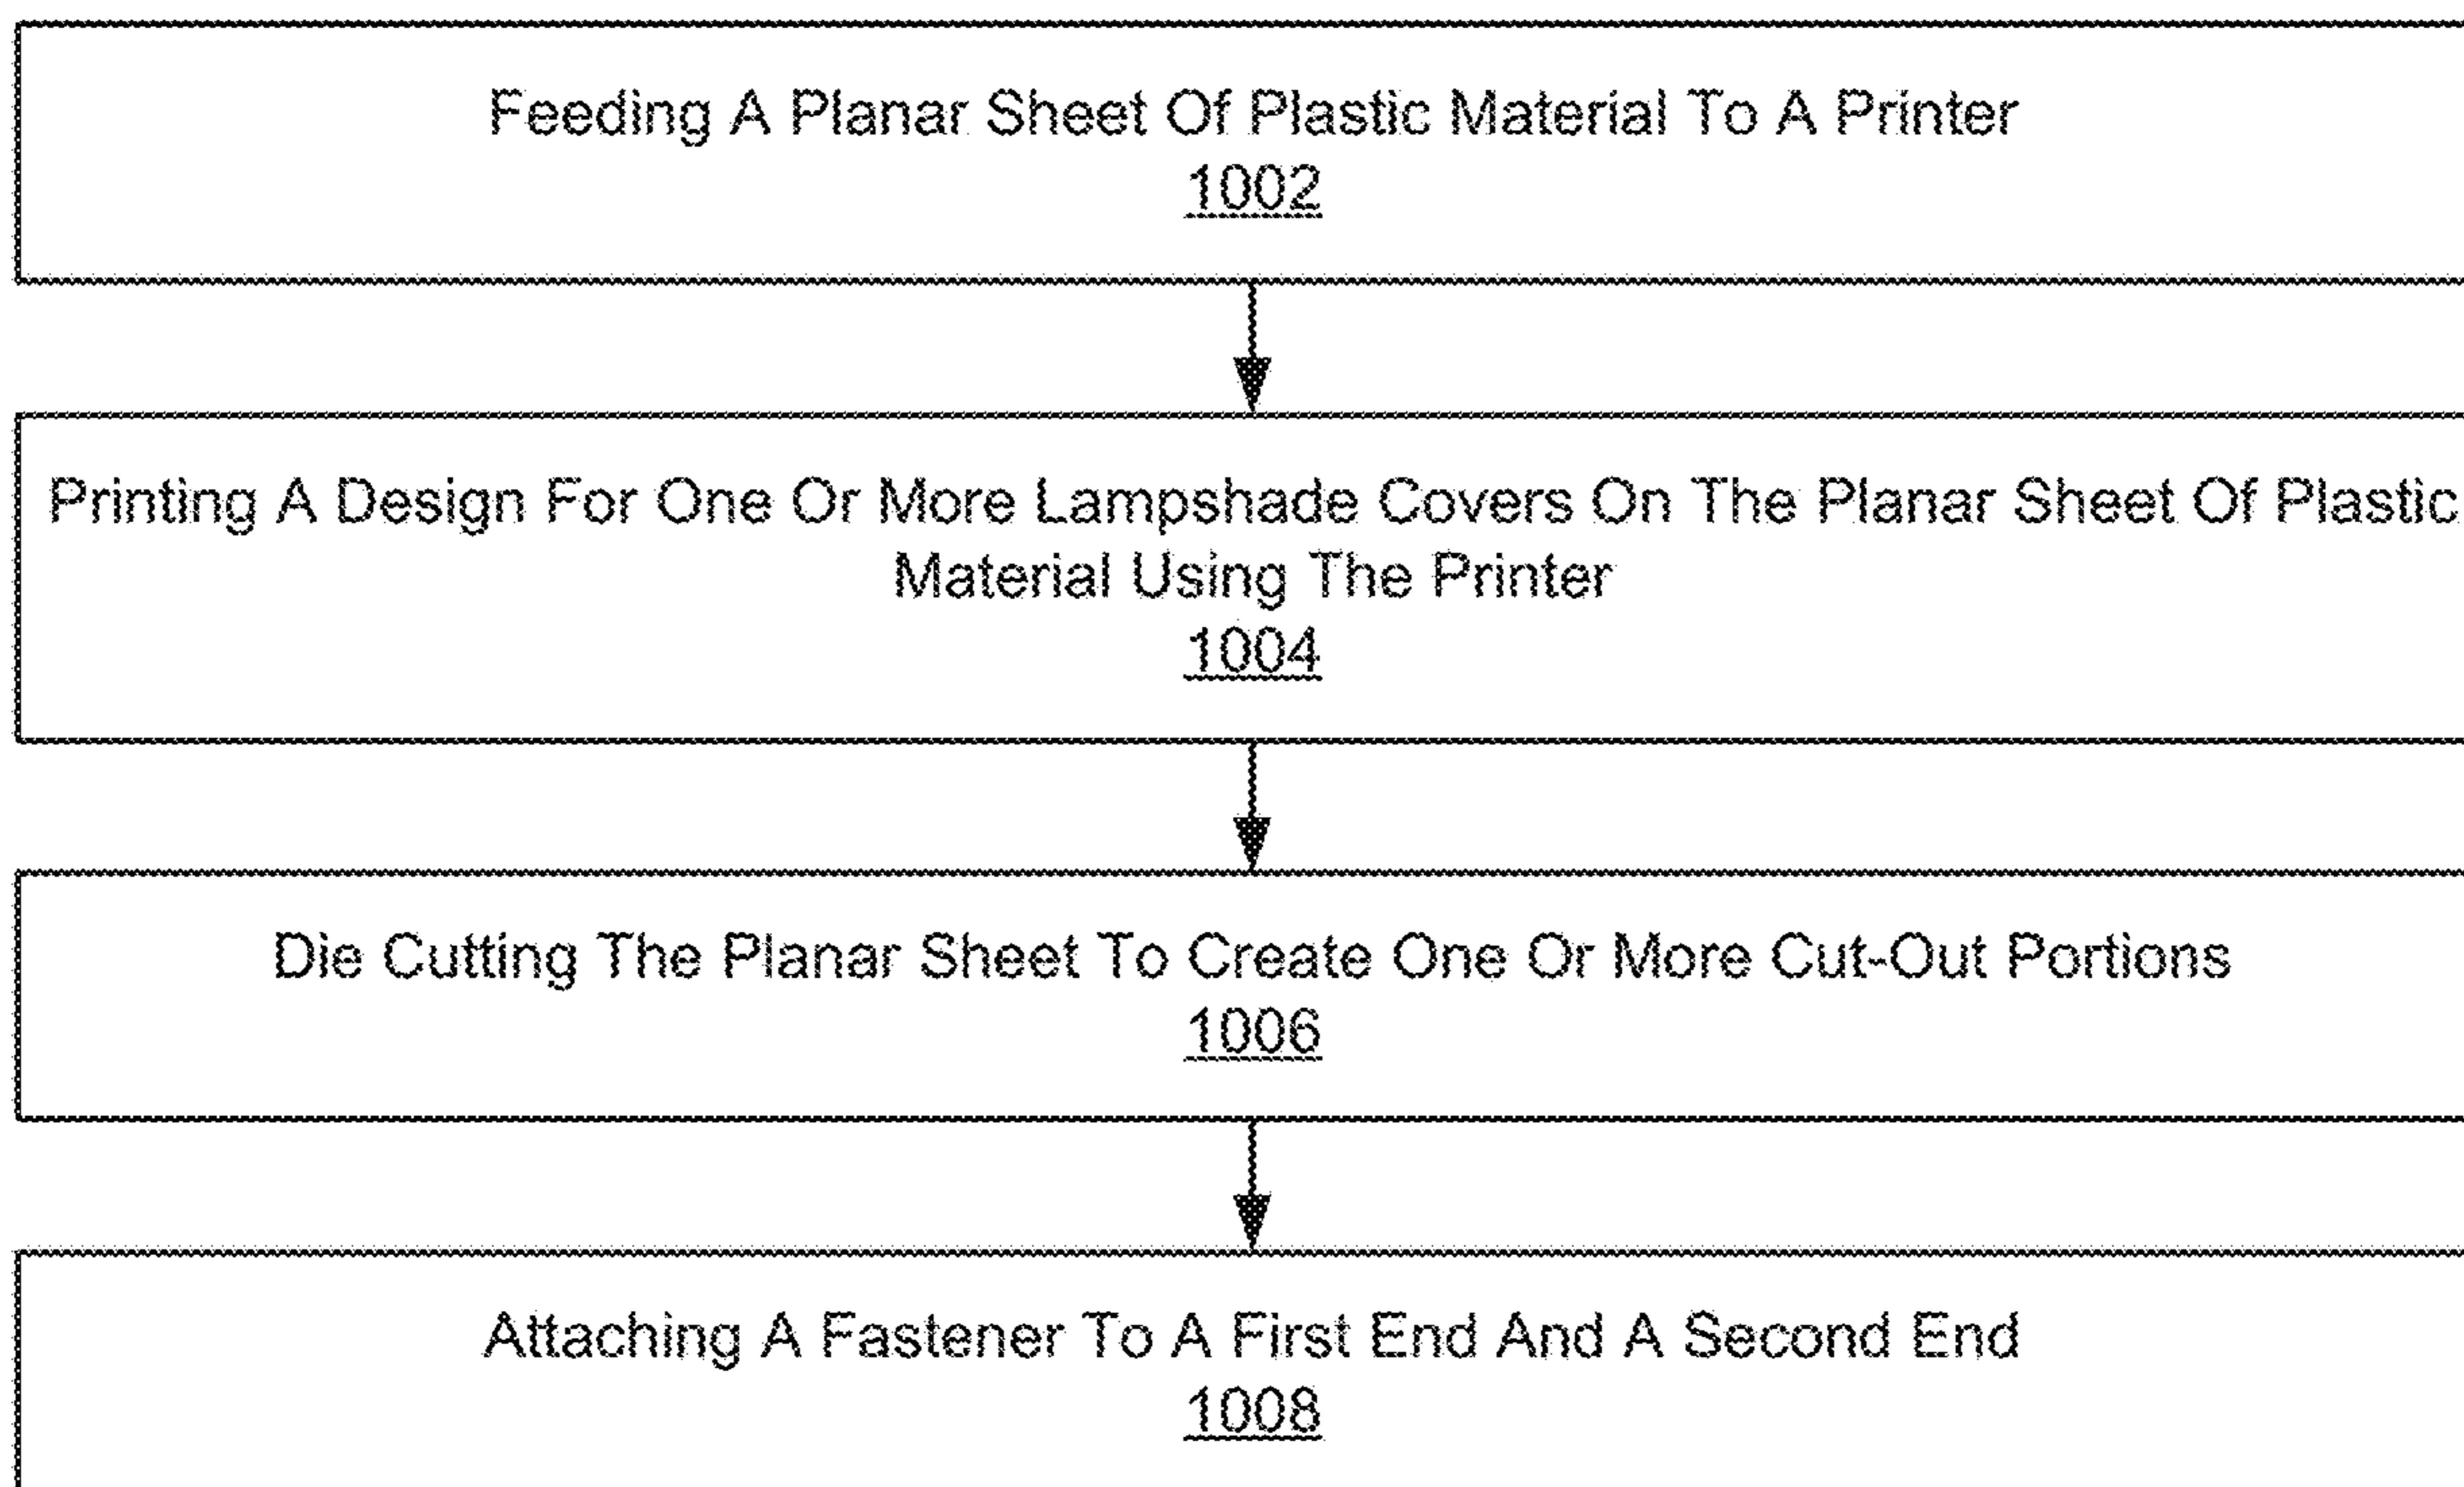 Feeding A Planar Sheet Of Plastic Material To A Printer
1002
Printing A Design For One Or More Lampshade Covers On The Planar Sheet Of Plastic
Material Using The Printer
1004
Die Cutting The Planar Sheet To Create One Or More Cut-Out Portions
1006
Attaching A Fastener To A First End And A Second End
1008